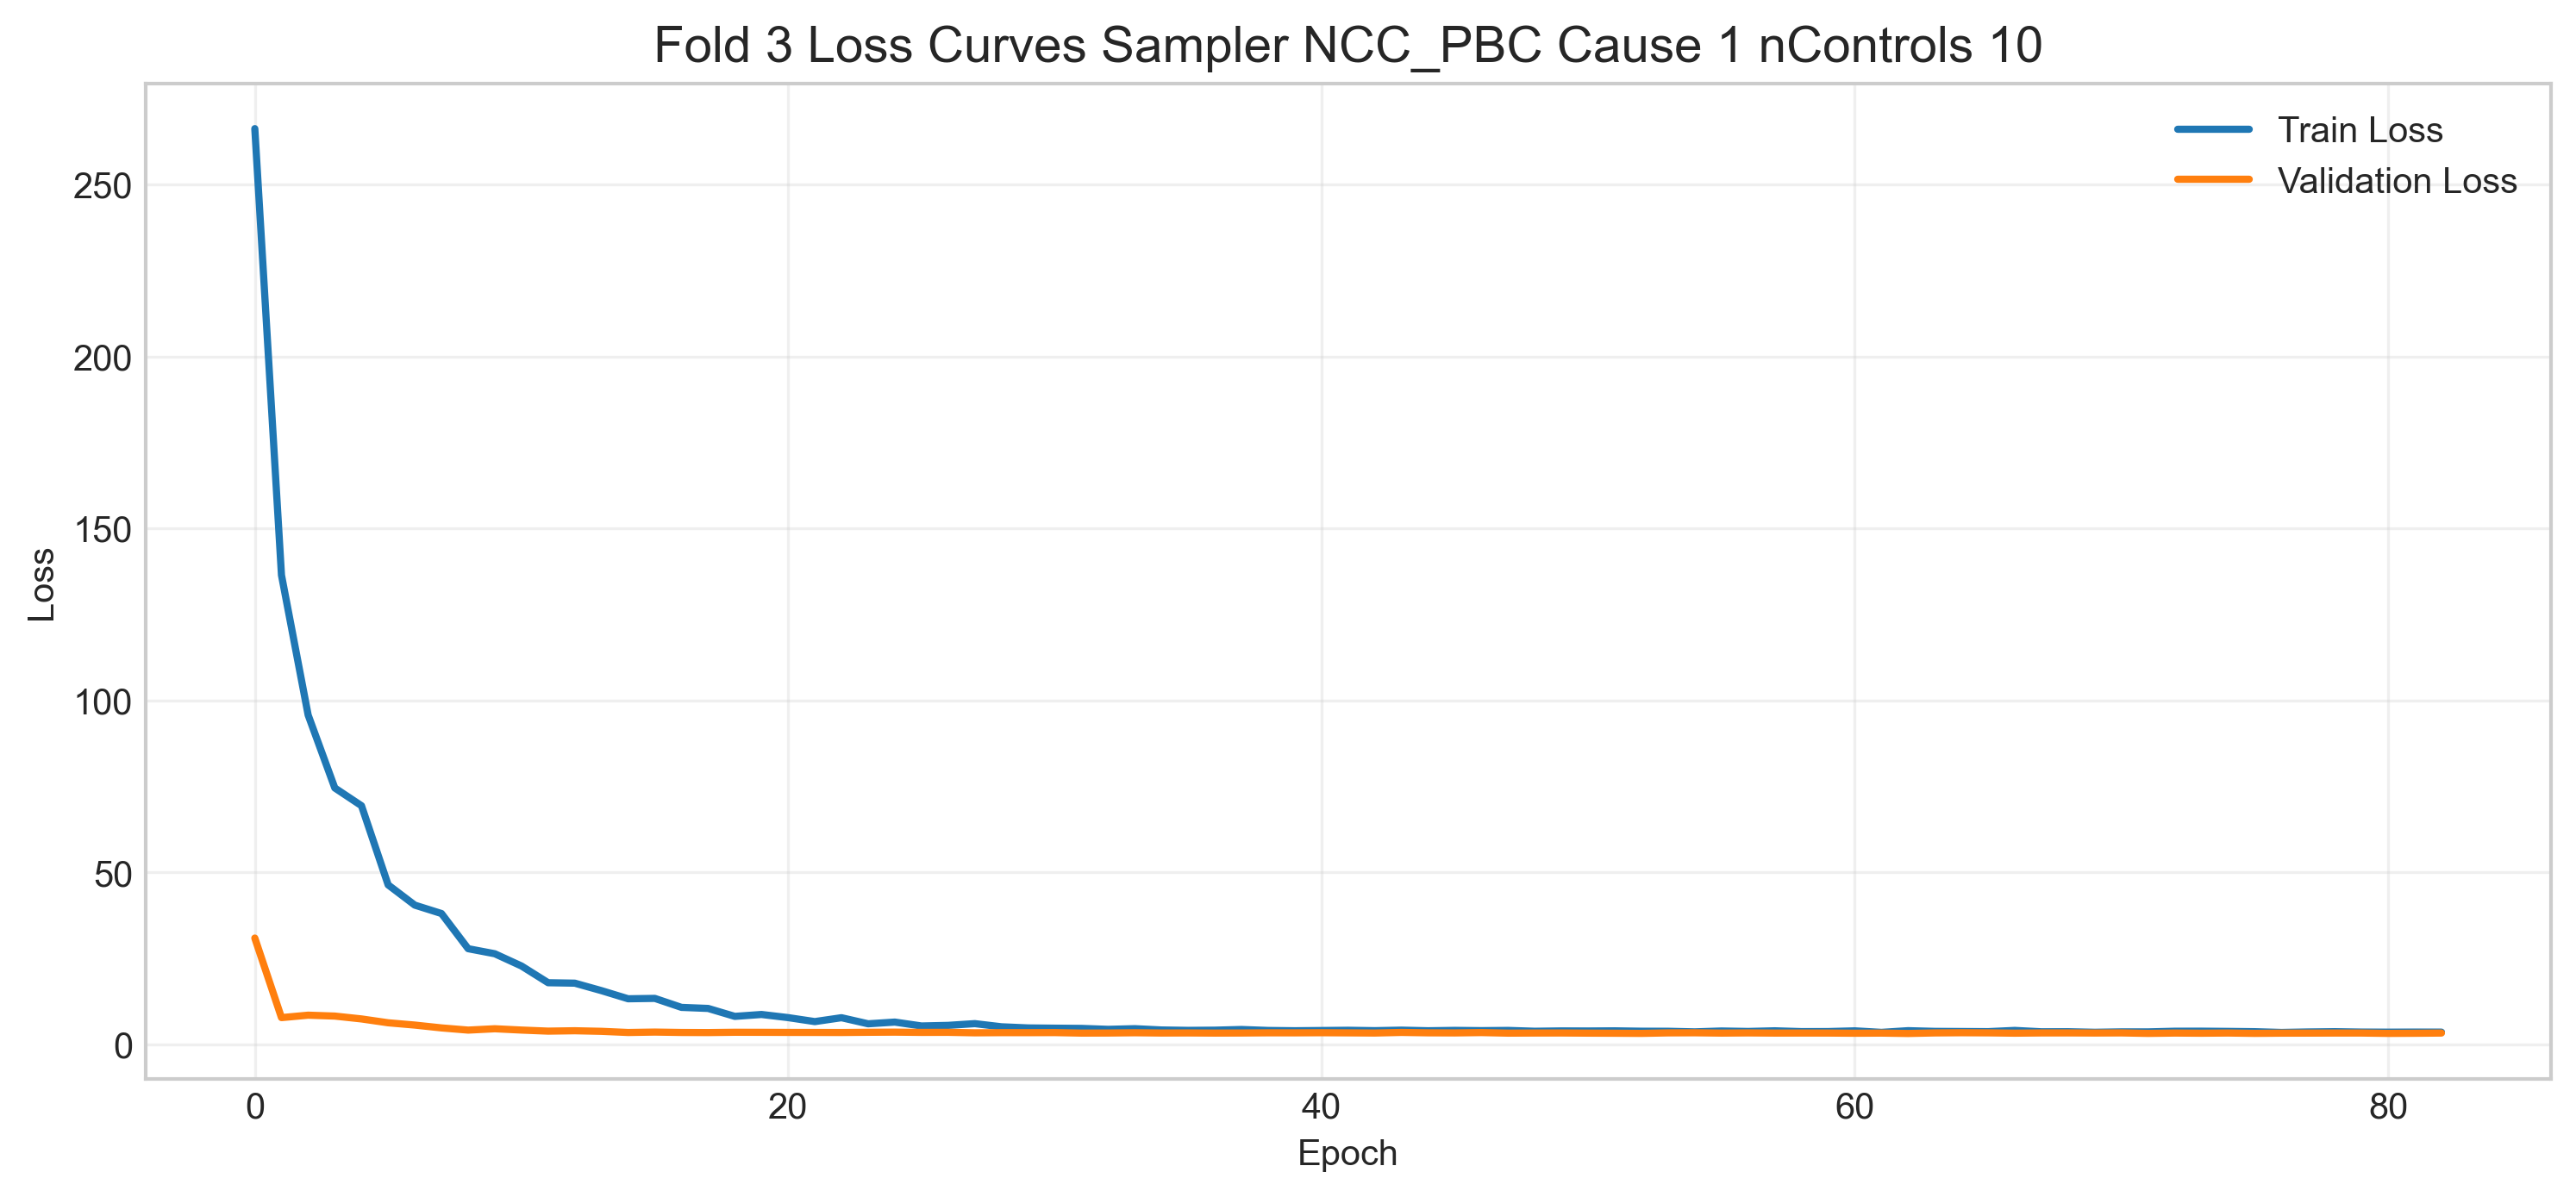 Fold 3 Loss Curves Sampler NCC_PBC Cause 1 nControls 10
Train Loss
Validation Loss
250
200
150
100
50
0
Loss
0 20 40 60 80
Epoch